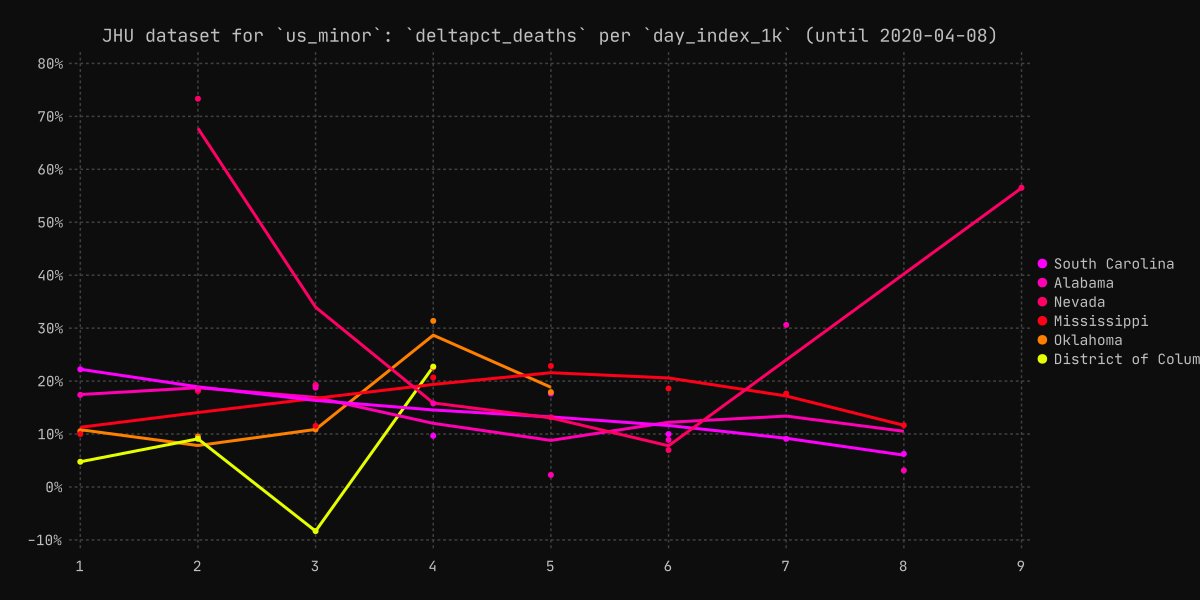 JHU dataset for `us_minor`: `deltapct_deaths` per `day_index_1k` (until 2020-04-08)
80%
70%
60%
50%
40%
30%
20%
10%
0%
-10%
1 2 3 4 5 6 7 8 9
South Carolina
Alabama
Nevada
Mississippi
Oklahoma
District of Colum